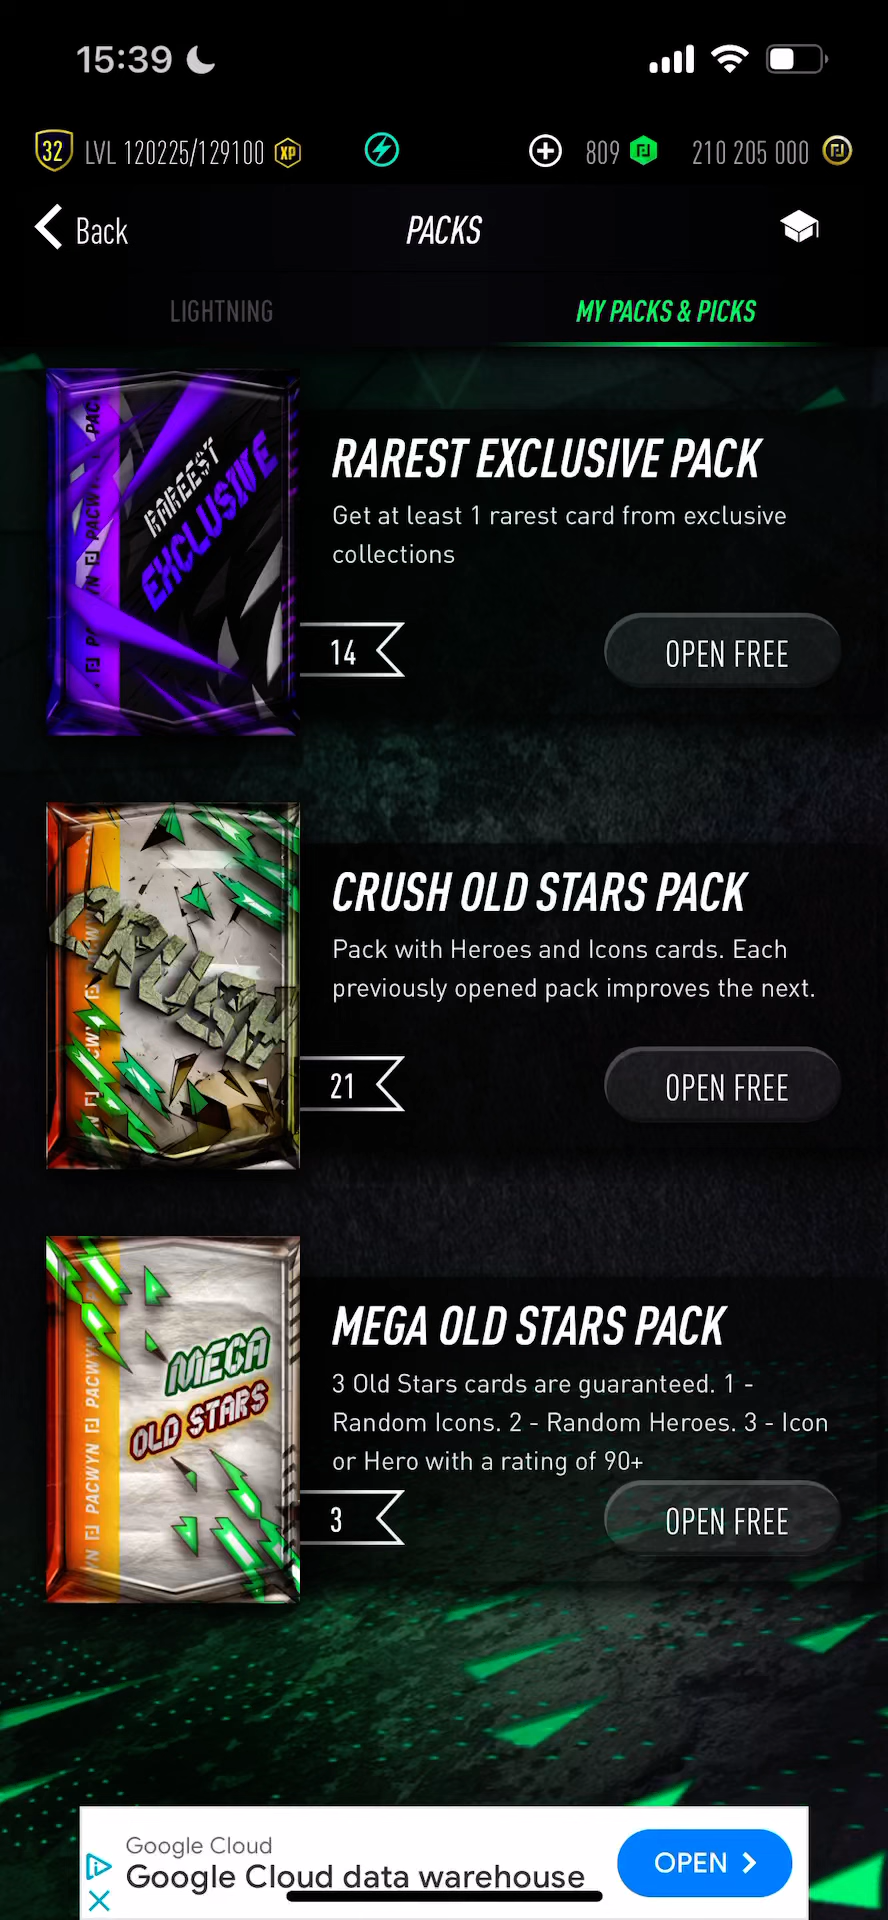 15:39
32 LVL 120225/129100 XP 809 210 205 000
Back PACKS
LIGHTNING MY PACKS & PICKS
RAREST
EXCLUSIVE
PACWYN
RAREST EXCLUSIVE PACK
Get at least 1 rarest card from exclusive
collections
14 OPEN FREE
CRUSH
CRUSH OLD STARS PACK
Pack with Heroes and Icons cards. Each
previously opened pack improves the next.
21 OPEN FREE
MEGA
OLD STARS
PACWYN PACWYN
MEGA OLD STARS PACK
3 Old Stars cards are guaranteed. 1 -
Random Icons. 2 - Random Heroes. 3 - Icon
or Hero with a rating of 90+
3 OPEN FREE
Google Cloud
Google Cloud data warehouse
OPEN